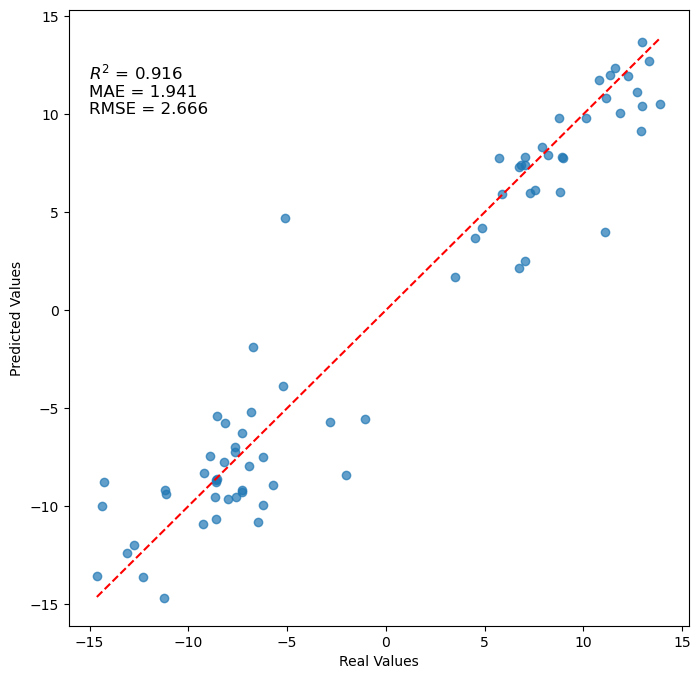 15
10
5
0
−5
−10
−15
Predicted Values
R² = 0.916
MAE = 1.941
RMSE = 2.666
−15 −10 −5 0 5 10 15
Real Values